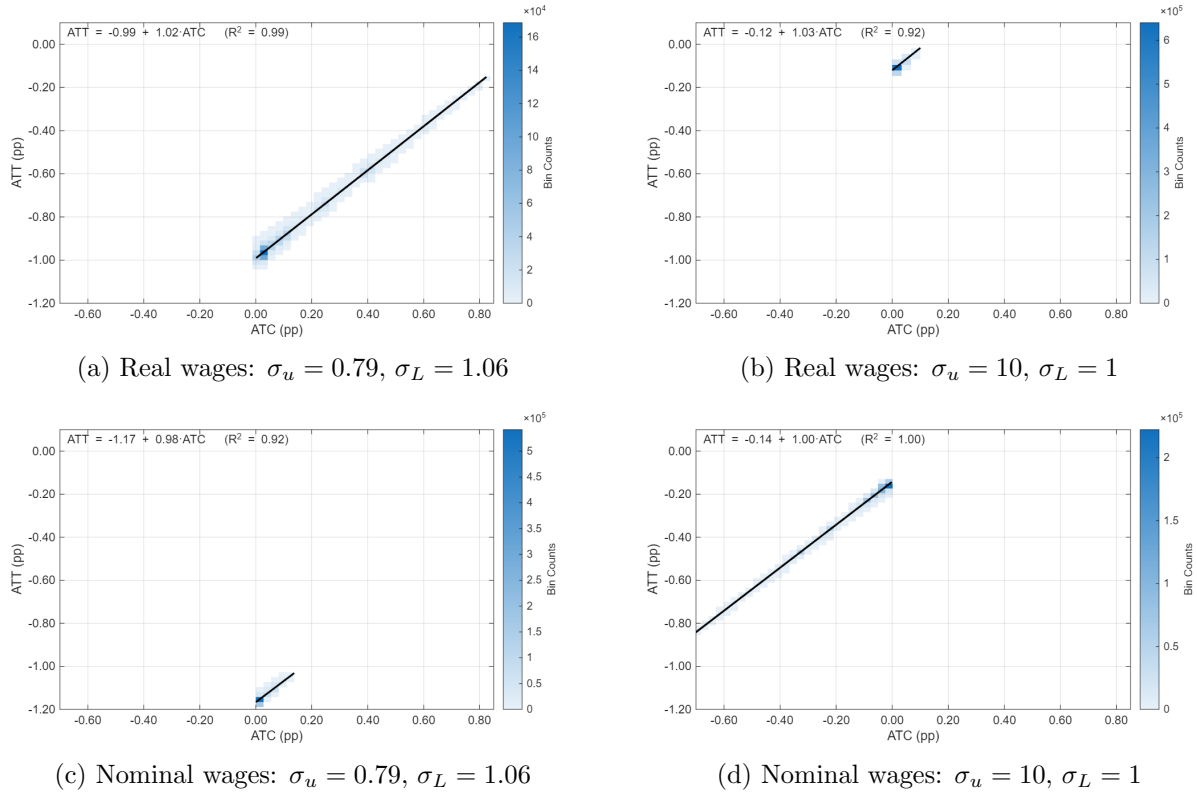 ×10⁴
ATT = -0.99 + 1.02·ATC (R² = 0.99)
0.00
-0.20
-0.40
-0.60
-0.80
-1.00
-1.20
ATT (pp)
-0.60 -0.40 -0.20 0.00 0.20 0.40 0.60 0.80
ATC (pp)
16
14
12
10
8
6
4
2
0
Bin Counts
(a) Real wages: σᵤ = 0.79, σ_L = 1.06
×10⁵
ATT = -0.12 + 1.03·ATC (R² = 0.92)
0.00
-0.20
-0.40
-0.60
-0.80
-1.00
-1.20
ATT (pp)
-0.60 -0.40 -0.20 0.00 0.20 0.40 0.60 0.80
ATC (pp)
6
5
4
3
2
1
0
Bin Counts
(b) Real wages: σᵤ = 10, σ_L = 1
×10⁵
ATT = -1.17 + 0.98·ATC (R² = 0.92)
0.00
-0.20
-0.40
-0.60
-0.80
-1.00
-1.20
ATT (pp)
-0.60 -0.40 -0.20 0.00 0.20 0.40 0.60 0.80
ATC (pp)
5
4.5
4
3.5
3
2.5
2
1.5
1
0.5
0
Bin Counts
(c) Nominal wages: σᵤ = 0.79, σ_L = 1.06
×10⁵
ATT = -0.14 + 1.00·ATC (R² = 1.00)
0.00
-0.20
-0.40
-0.60
-0.80
-1.00
-1.20
ATT (pp)
-0.60 -0.40 -0.20 0.00 0.20 0.40 0.60 0.80
ATC (pp)
2
1.5
1
0.5
0
Bin Counts
(d) Nominal wages: σᵤ = 10, σ_L = 1